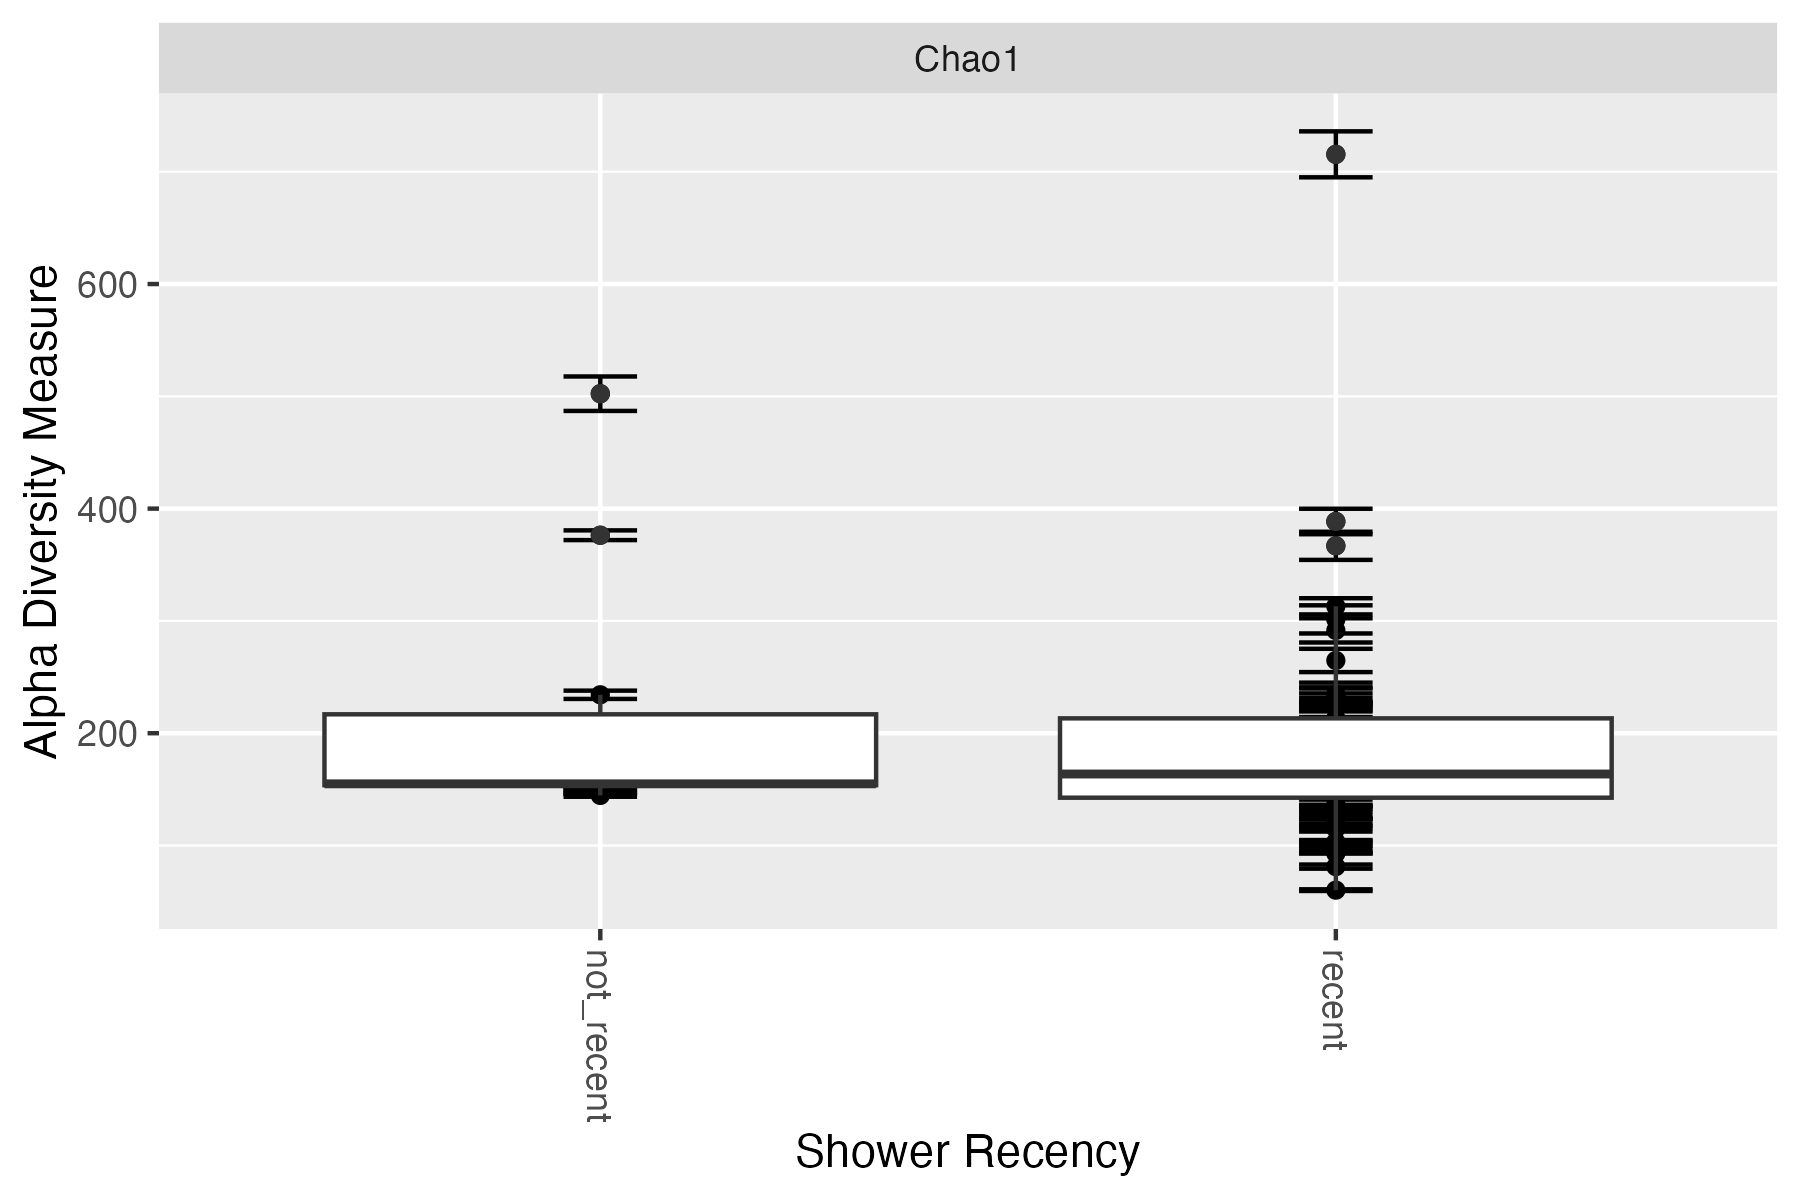 Chao1
Alpha Diversity Measure
600
400
200
not_recent
recent
Shower Recency